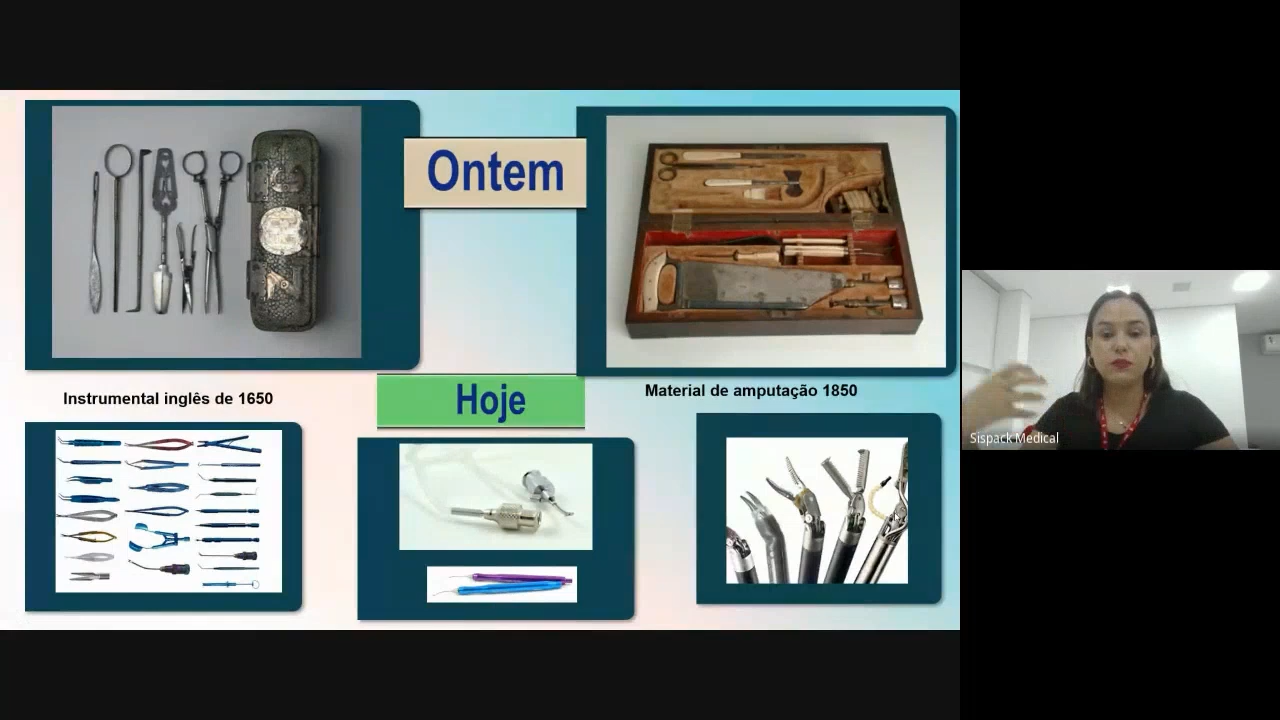 Ontem
Instrumental inglês de 1650
Hoje
Material de amputação 1850
Sispack Medical